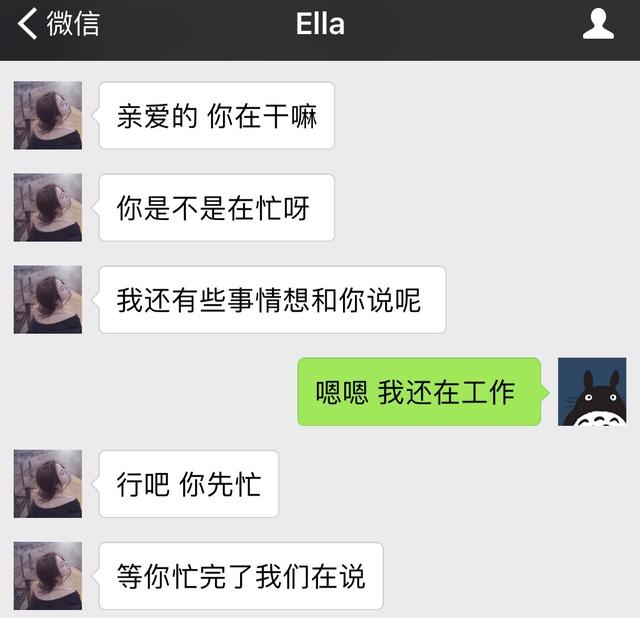 微信
Ella
亲爱的 你在干嘛
你是不是在忙呀
我还有些事情想和你说呢
嗯嗯 我还在工作
行吧 你先忙
等你忙完了我们在说